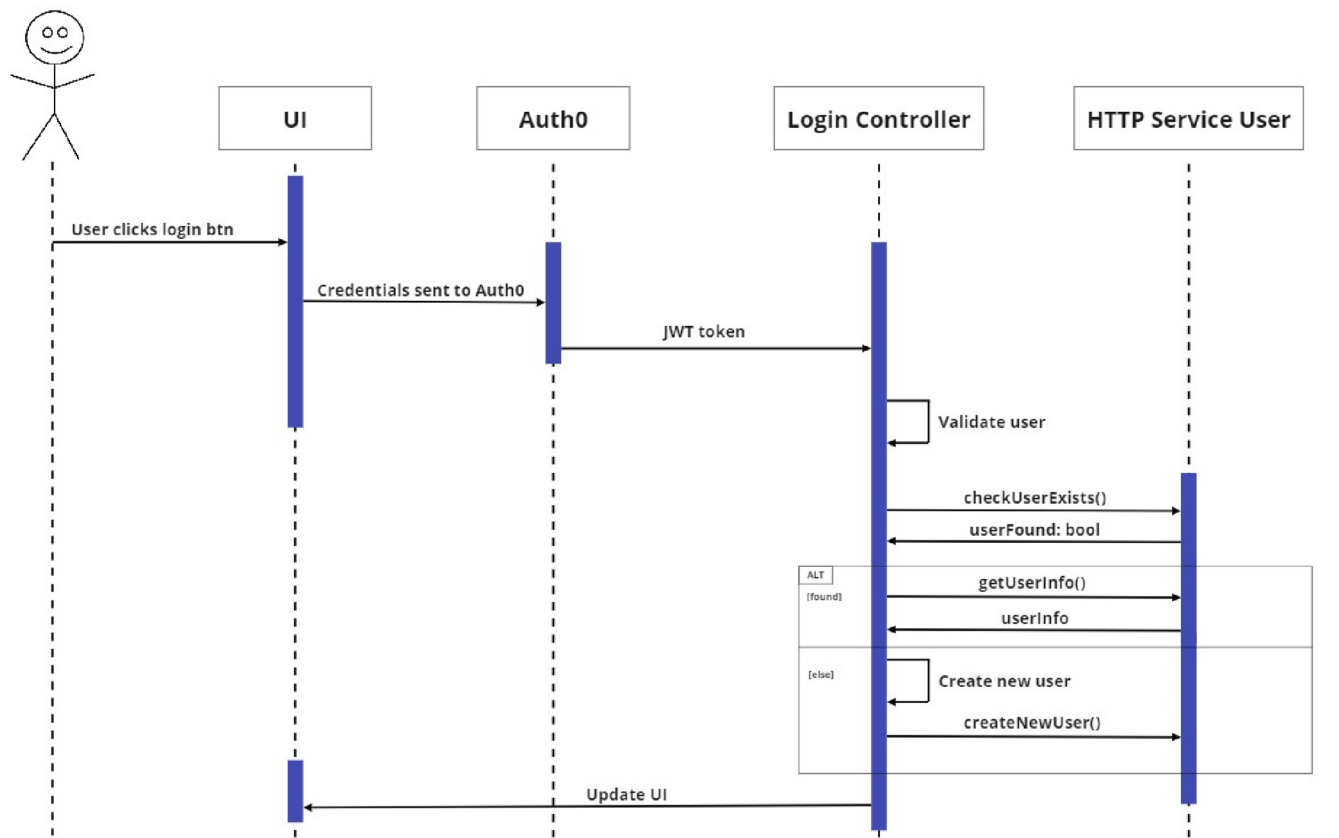 UI
Auth0
Login Controller
HTTP Service User
User clicks login btn
Credentials sent to Auth0
JWT token
Validate user
checkUserExists()
userFound: bool
ALT
getUserInfo()
[found]
userInfo
[else]
Create new user
createNewUser()
Update UI